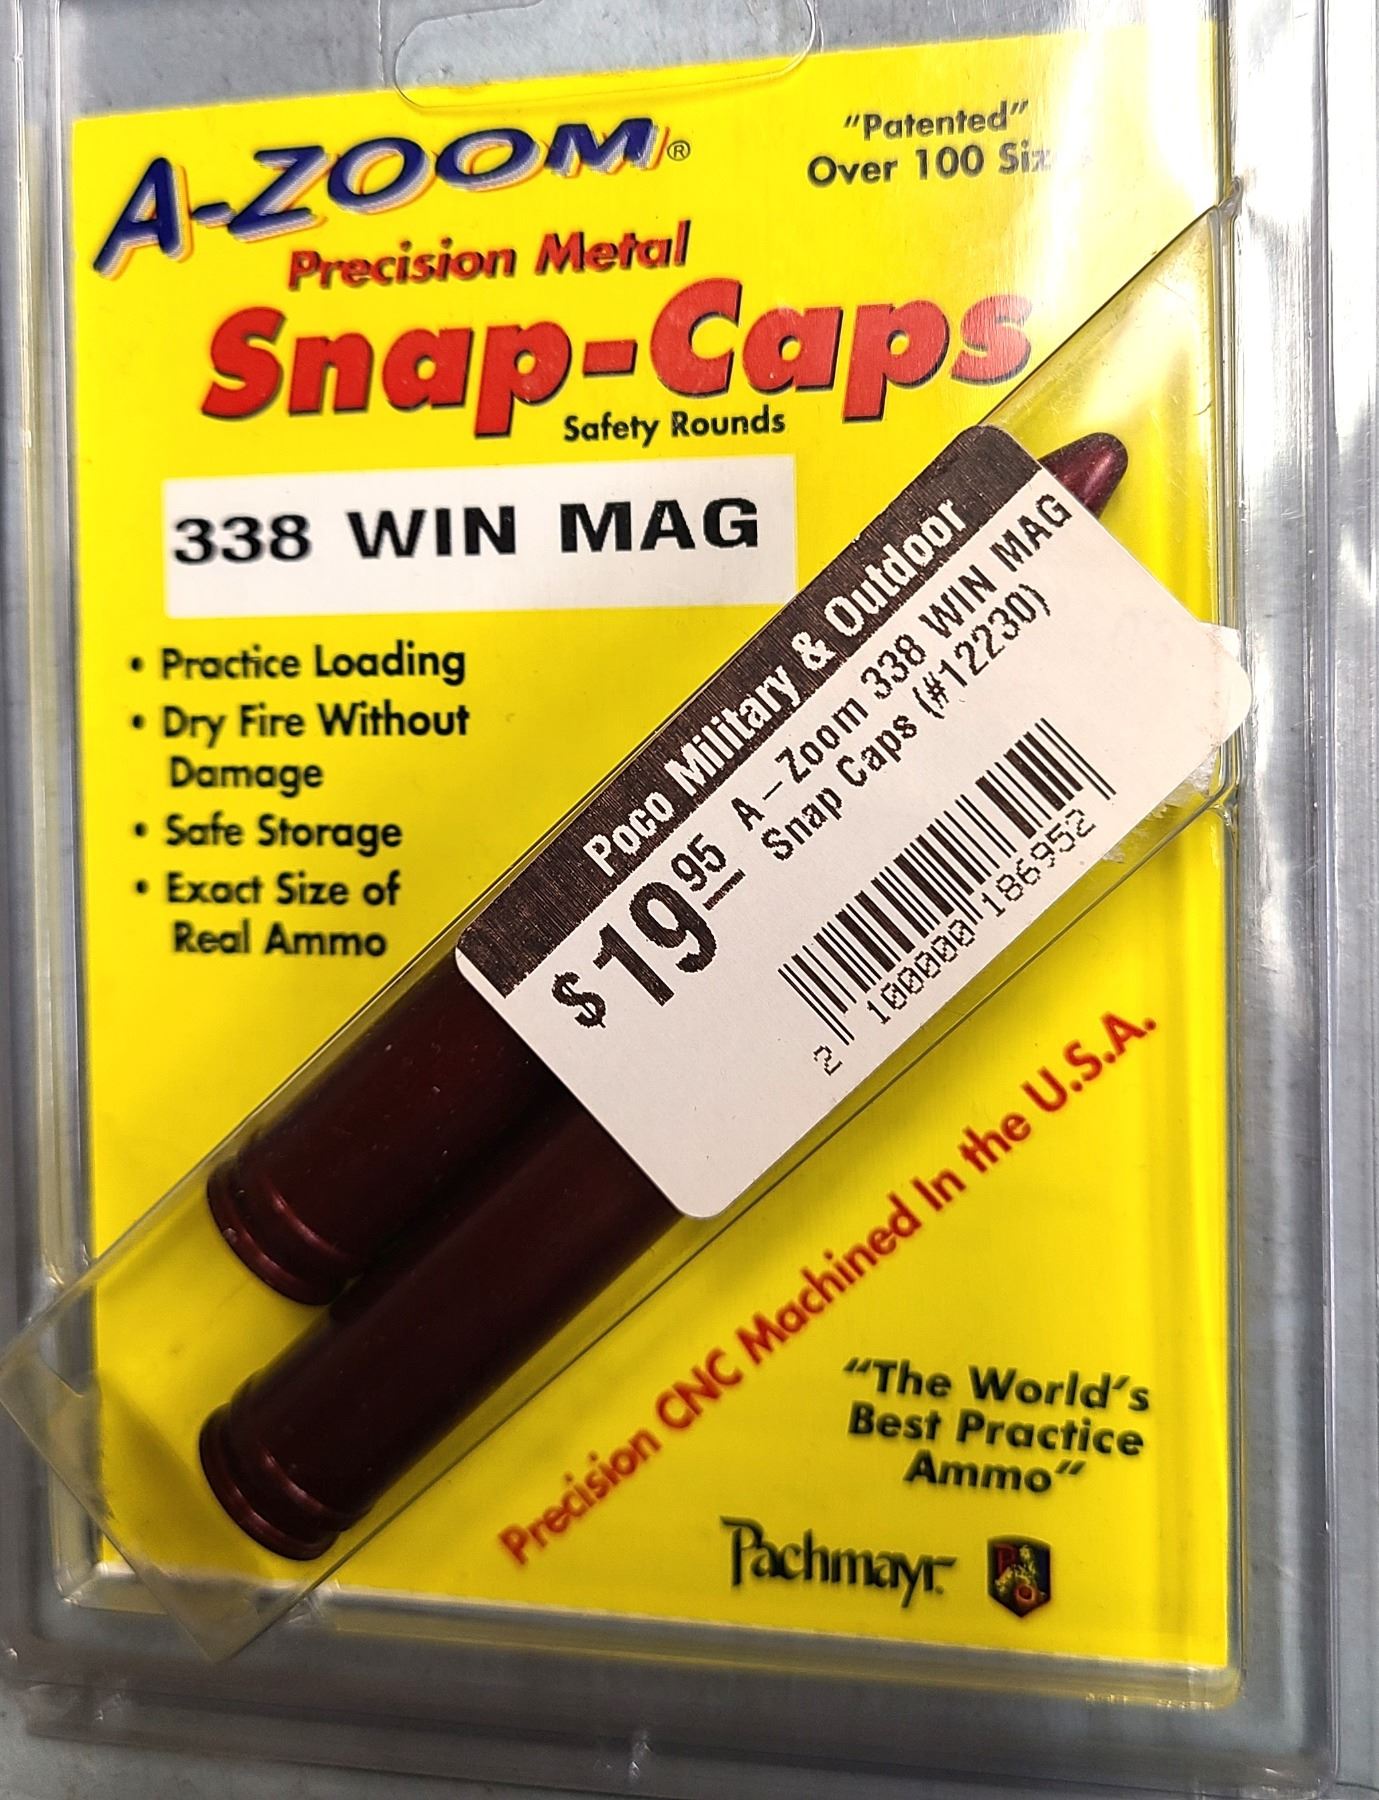 A-ZOOM®
"Patented"
Over 100
Precision Metal
Snap-Caps
Safety Rounds
338 WIN MAG
• Practice Loading
• Dry Fire Without
Damage
• Safe Storage
• Exact Size of
Real Ammo
Poco Military & Outdoor
$19.95
A-Zoom 338 WIN MAG
Snap Caps (#12230)
2 100000 186952
Precision CNC Machined In the U.S.A.
"The World's
Best Practice
Ammo"
Pachmayr